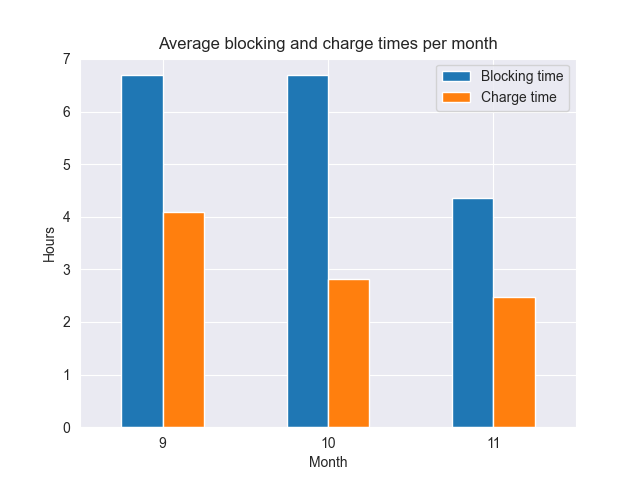 Average blocking and charge times per month
Blocking time
Charge time
Hours
7
6
5
4
3
2
1
0
9
10
11
Month